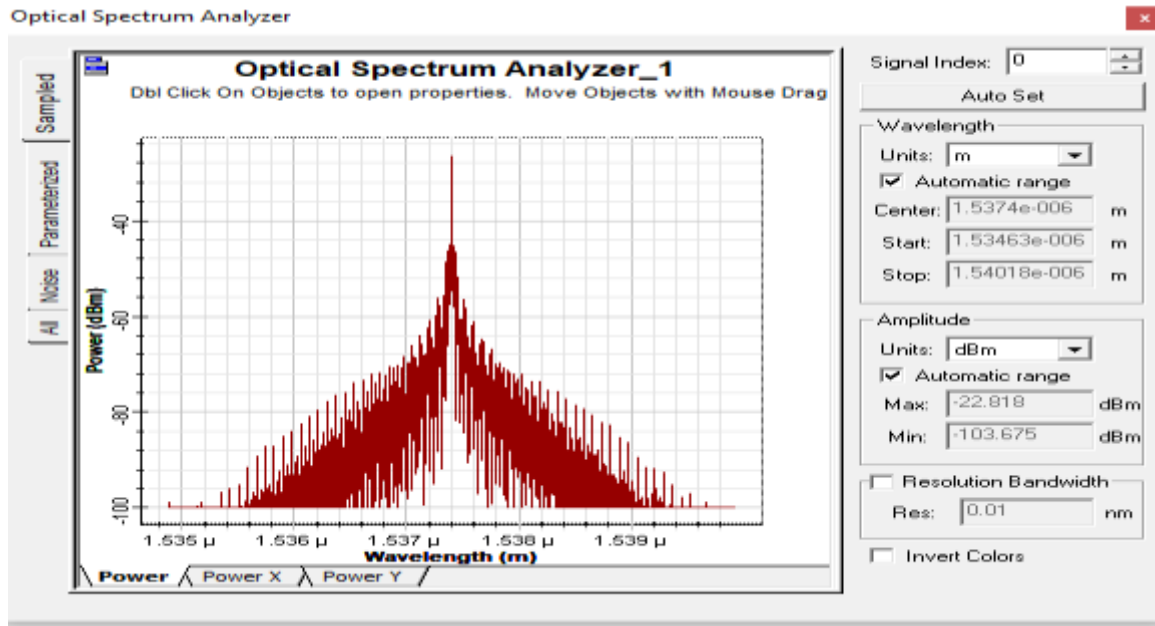 Optical Spectrum Analyzer
Sampled
Parameterized
Noise
All
Optical Spectrum Analyzer_1
Dbl Click On Objects to open properties. Move Objects with Mouse Drag
Power (dBm)
-40
-60
-80
-100
1.535 µ 1.536 µ 1.537 µ 1.538 µ 1.539 µ
Wavelength (m)
Power Power X Power Y
Signal Index: 0
Auto Set
Wavelength
Units: m
Automatic range
Center: 1.5374e-006 m
Start: 1.53463e-006 m
Stop: 1.54018e-006 m
Amplitude
Units: dBm
Automatic range
Max: -22.818 dBm
Min: -103.675 dBm
Resolution Bandwidth
Res: 0.01 nm
Invert Colors